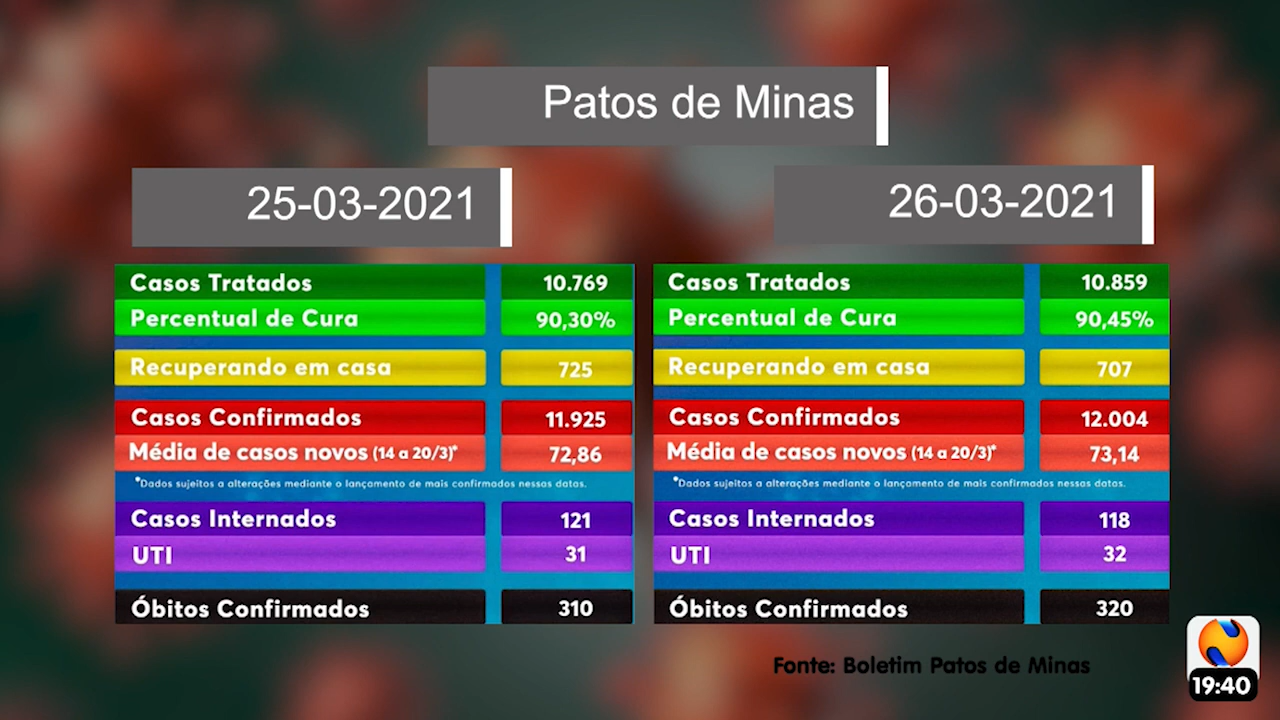 Patos de Minas
25-03-2021
26-03-2021
Casos Tratados 10.769
Percentual de Cura 90,30%
Recuperando em casa 725
Casos Confirmados 11.925
Média de casos novos (14 a 20/3)* 72,86
*Dados sujeitos a alterações mediante o lançamento de mais confirmados nessas datas.
Casos Internados 121
UTI 31
Óbitos Confirmados 310
Casos Tratados 10.859
Percentual de Cura 90,45%
Recuperando em casa 707
Casos Confirmados 12.004
Média de casos novos (14 a 20/3)* 73,14
*Dados sujeitos a alterações mediante o lançamento de mais confirmados nessas datas.
Casos Internados 118
UTI 32
Óbitos Confirmados 320
Fonte: Boletim Patos de Minas
19:40